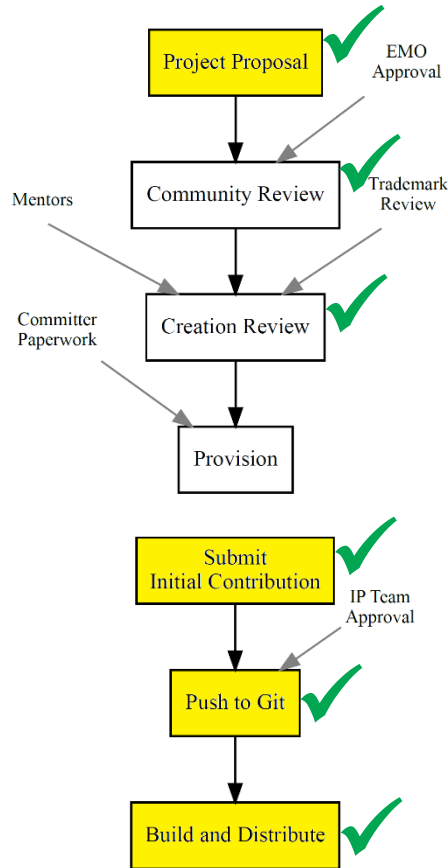 Project Proposal
EMO
Approval
Community Review
Trademark
Review
Mentors
Creation Review
Committer
Paperwork
Provision
Submit
Initial Contribution
IP Team
Approval
Push to Git
Build and Distribute